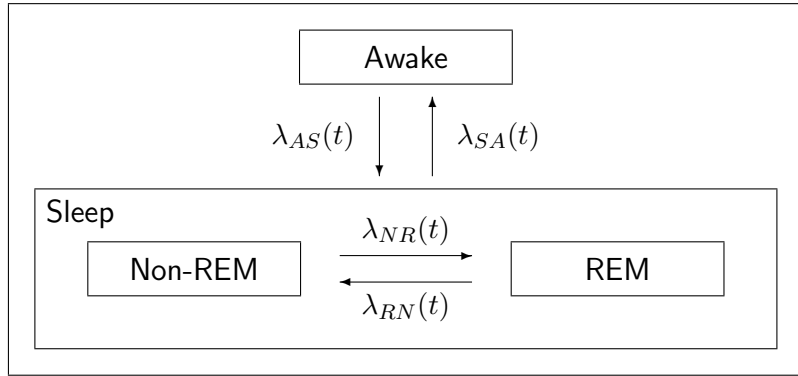 Awake
λ_AS(t) λ_SA(t)
Sleep
λ_NR(t)
Non-REM REM
λ_RN(t)